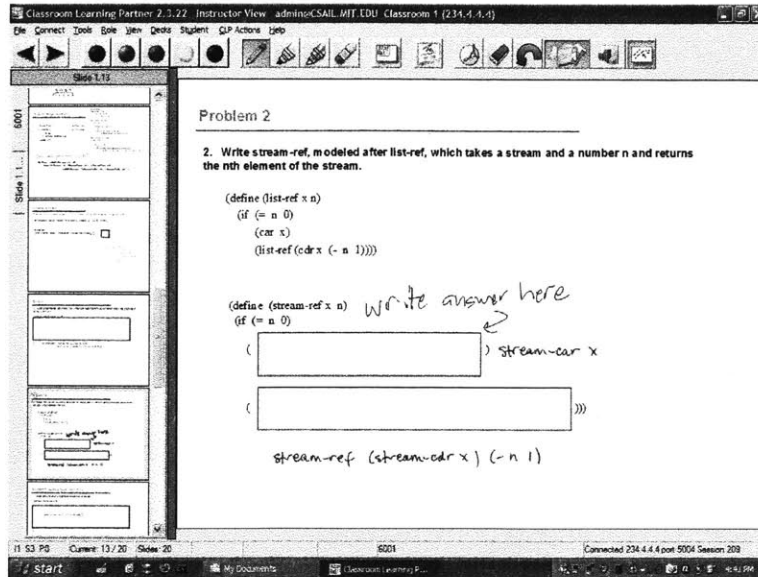 Classroom Learning Partner 2.3.22 Instructor View admin@CSAIL.MIT.EDU Classroom 1 (234.4.4.4)
File Connect Tools Role View Decks Student CLP Actions Help
Slide 1.13
6001
Slide 1.1...
Problem 2
2. Write stream-ref, modeled after list-ref, which takes a stream and a number n and returns
the nth element of the stream.
(define (list-ref x n)
(if (= n 0)
(car x)
(list-ref (cdr x (- n 1))))
(define (stream-ref x n)
write answer here
(if (= n 0)
( ) stream-car x
( )))
stream-ref (stream-cdr x) (- n 1)
Current: 13 / 20 Slides: 20
6001
Connected 234.4.4.4 port 5004 Session 209
start
My Documents
Classroom Learning P...
4:41 PM